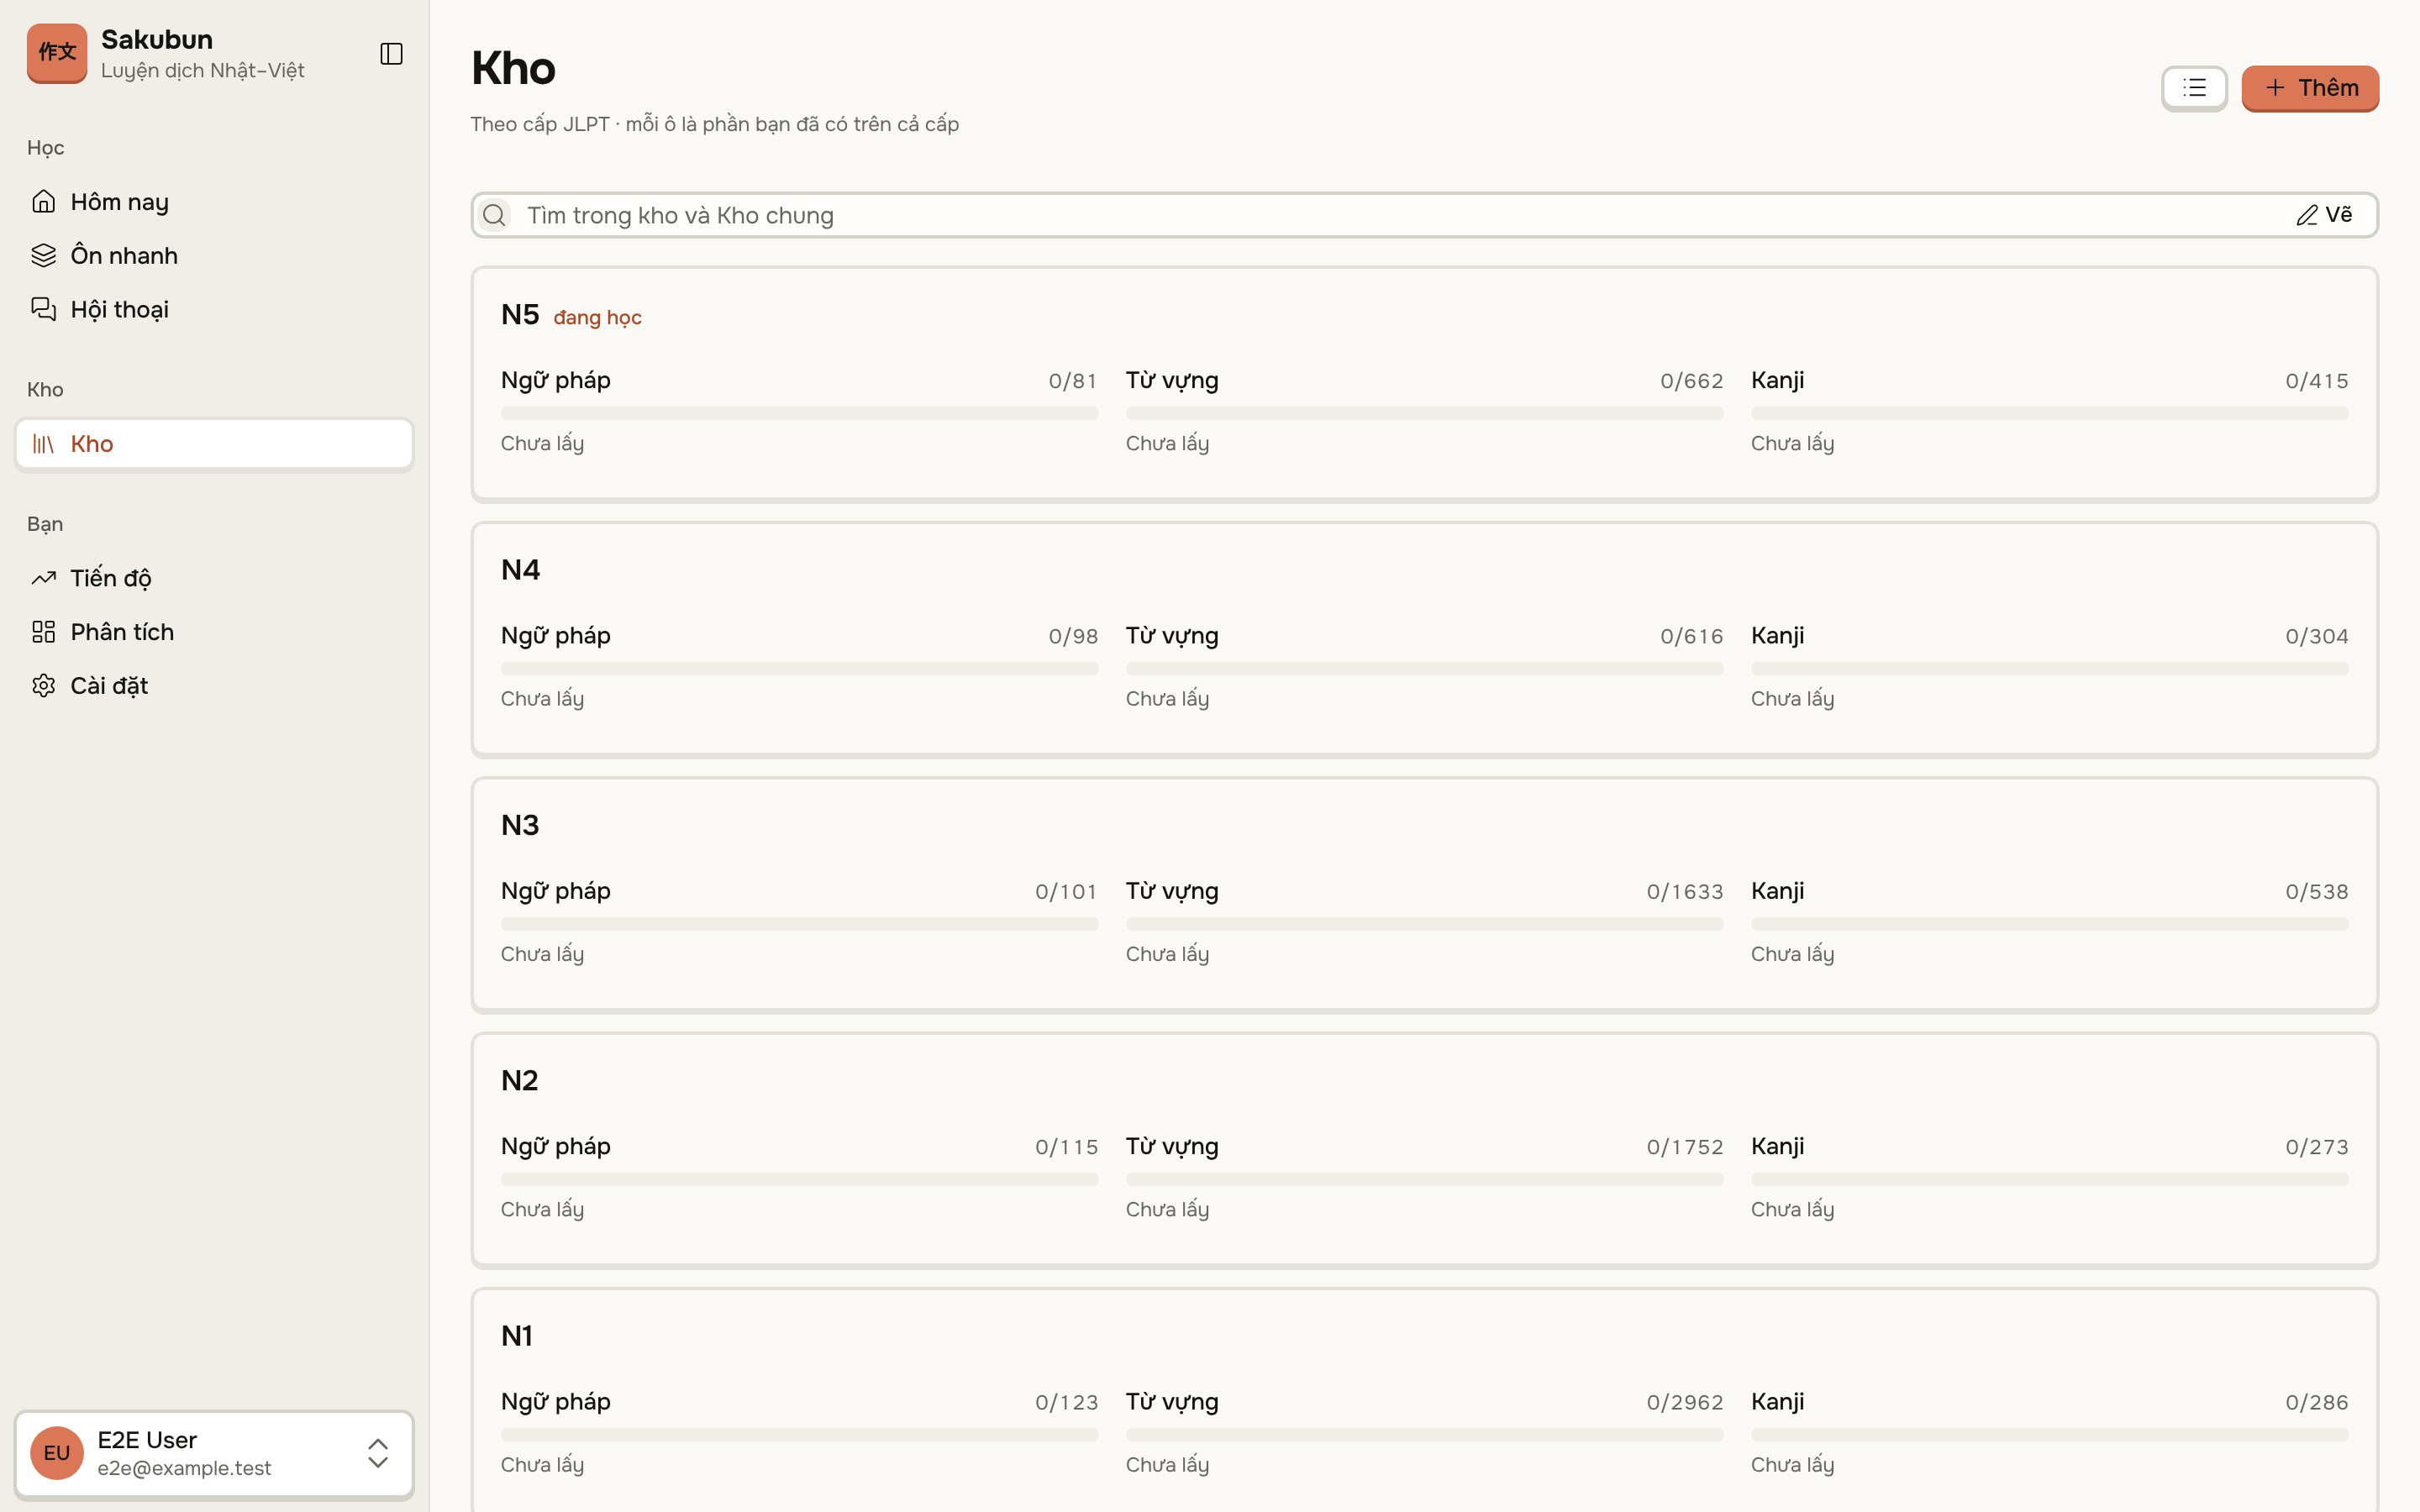 作文
Sakubun
Luyện dịch Nhật–Việt
Học
Hôm nay
Ôn nhanh
Hội thoại
Kho
Kho
Bạn
Tiến độ
Phân tích
Cài đặt
EU
E2E User
e2e@example.test
Kho
Theo cấp JLPT · mỗi ô là phần bạn đã có trên cả cấp
Thêm
Tìm trong kho và Kho chung
Vẽ
N5 đang học
Ngữ pháp 0/81 Từ vựng 0/662 Kanji 0/415
Chưa lấy Chưa lấy Chưa lấy
N4
Ngữ pháp 0/98 Từ vựng 0/616 Kanji 0/304
Chưa lấy Chưa lấy Chưa lấy
N3
Ngữ pháp 0/101 Từ vựng 0/1633 Kanji 0/538
Chưa lấy Chưa lấy Chưa lấy
N2
Ngữ pháp 0/115 Từ vựng 0/1752 Kanji 0/273
Chưa lấy Chưa lấy Chưa lấy
N1
Ngữ pháp 0/123 Từ vựng 0/2962 Kanji 0/286
Chưa lấy Chưa lấy Chưa lấy